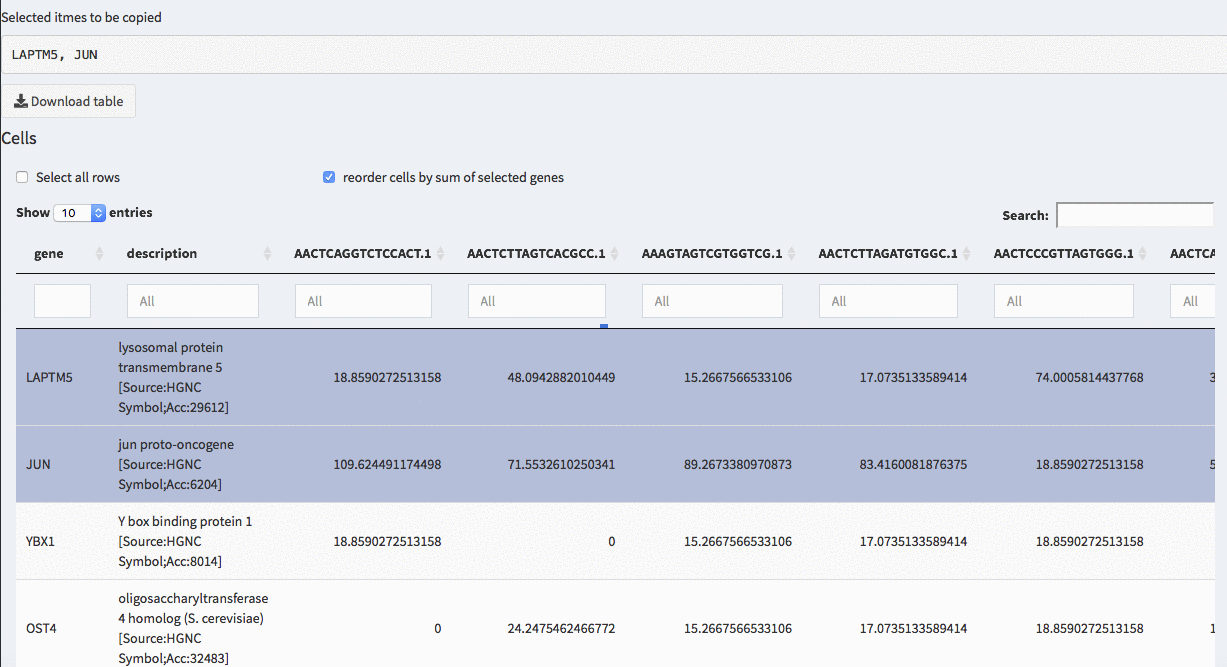 Selected itmes to be copied
LAPTM5, JUN
Download table
Cells
Select all rows reorder cells by sum of selected genes
Show 10 entries Search:
gene description AACTCAGGTCTCCACT.1 AACTCTTAGTCACGCC.1 AAAGTAGTCGTGGTCG.1 AACTCTTAGATGTGGC.1 AACTCCCGTTAGTGGG.1 AACTCA
All All All All All All All
lysosomal protein
transmembrane 5
LAPTM5 18.8590272513158 48.0942882010449 15.2667566533106 17.0735133589414 74.0005814437768 3
[Source:HGNC
Symbol;Acc:29612]
jun proto-oncogene
JUN [Source:HGNC 109.624491174498 71.5532610250341 89.2673380970873 83.4160081876375 18.8590272513158 5
Symbol;Acc:6204]
Y box binding protein 1
YBX1 [Source:HGNC 18.8590272513158 0 15.2667566533106 17.0735133589414 18.8590272513158
Symbol;Acc:8014]
oligosaccharyltransferase
4 homolog (S. cerevisiae)
OST4 0 24.2475462466772 15.2667566533106 17.0735133589414 18.8590272513158 1
[Source:HGNC
Symbol;Acc:32483]